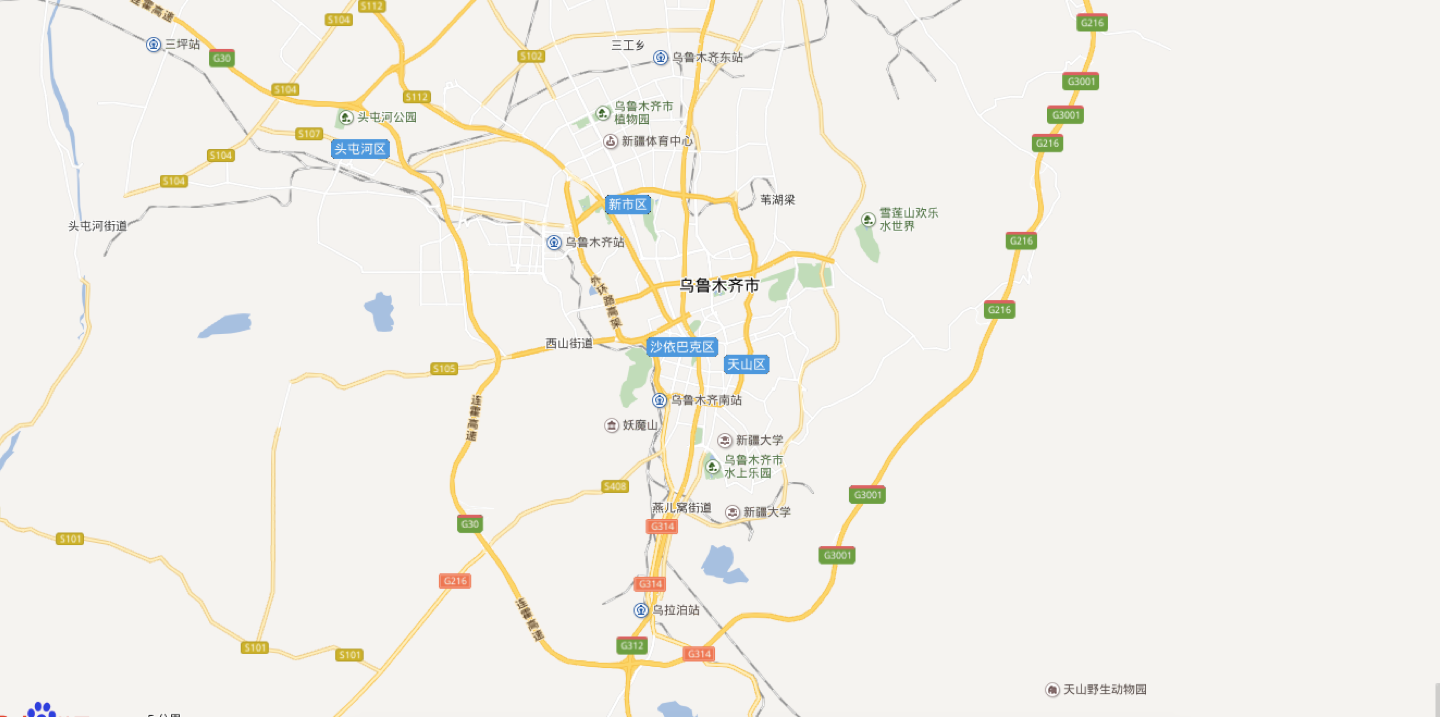 连霍高速
S104
S112
G216
三坪站
G30
三工乡
S102
乌鲁木齐东站
G3001
S104
S112
乌鲁木齐市
植物园
G3001
头屯河公园
S107
新疆体育中心
G216
头屯河区
S104
S104
新市区
苇湖梁
雪莲山欢乐
水世界
头屯河街道
乌鲁木齐站
G216
外环路高架
乌鲁木齐市
G216
西山街道
沙依巴克区
天山区
S105
连霍高速
乌鲁木齐南站
妖魔山
新疆大学
乌鲁木齐市
水上乐园
S408
G3001
燕儿窝街道
新疆大学
G30
G314
S101
G3001
G216
G314
连霍高速
乌拉泊站
S101
S101
G312
G314
天山野生动物园